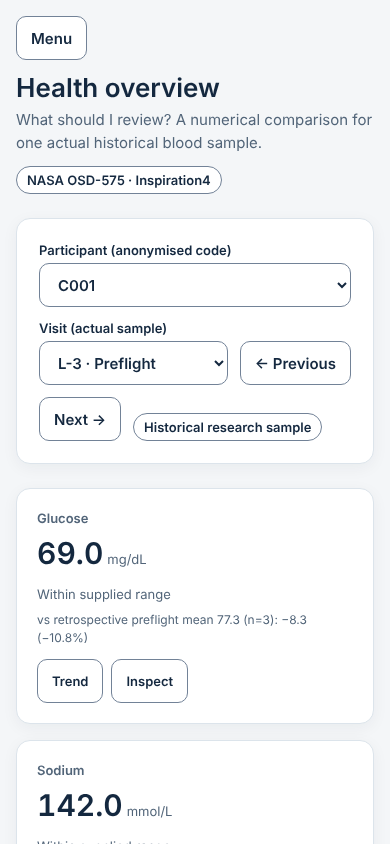 Menu
Health overview
What should I review? A numerical comparison for
one actual historical blood sample.
NASA OSD-575 · Inspiration4
Participant (anonymised code)
C001
Visit (actual sample)
L-3 · Preflight
← Previous
Next →
Historical research sample
Glucose
69.0 mg/dL
Within supplied range
vs retrospective preflight mean 77.3 (n=3): −8.3
(−10.8%)
Trend
Inspect
Sodium
142.0 mmol/L